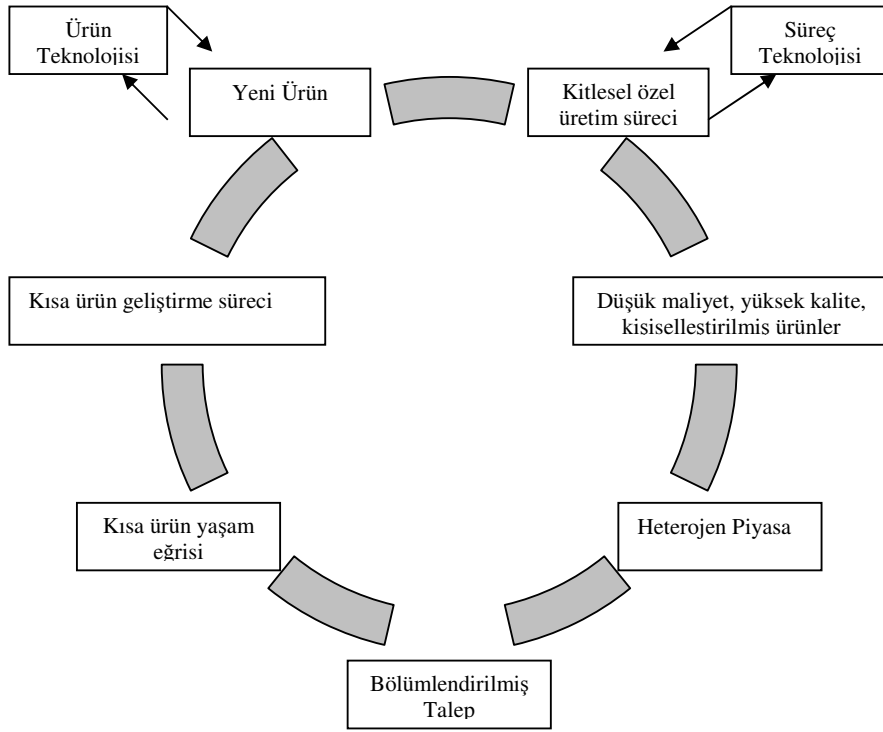 Ürün
Teknolojisi
Süreç
Teknolojisi
Yeni Ürün
Kitlesel özel
üretim süreci
Kısa ürün geliştirme süreci
Düşük maliyet, yüksek kalite,
kisisellestirilmis ürünler
Kısa ürün yaşam
eğrisi
Heterojen Piyasa
Bölümlendirilmiş
Talep